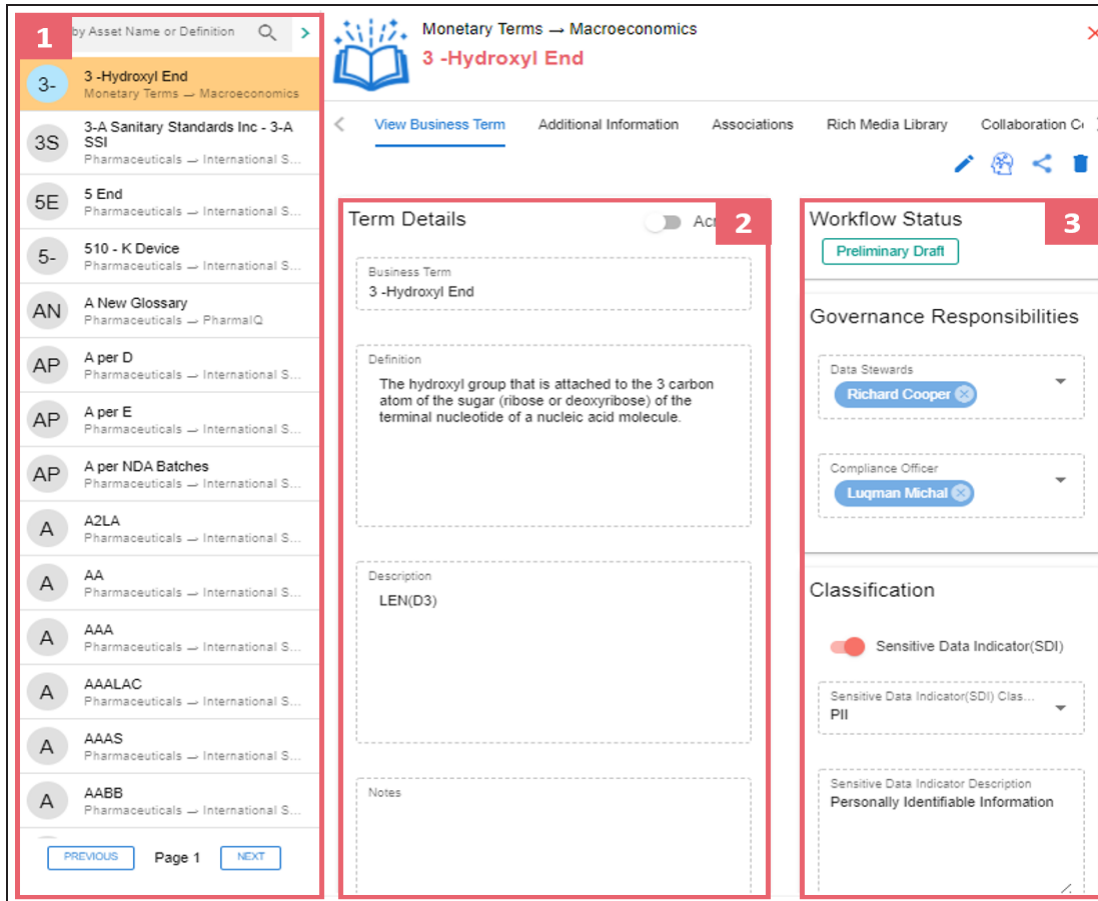 1
by Asset Name or Definition
3-
3 -Hydroxyl End
Monetary Terms → Macroeconomics
3S
3-A Sanitary Standards Inc - 3-A
SSI
Pharmaceuticals → International S...
5E
5 End
Pharmaceuticals → International S...
5-
510 - K Device
Pharmaceuticals → International S...
AN
A New Glossary
Pharmaceuticals → PharmaIQ
AP
A per D
Pharmaceuticals → International S...
AP
A per E
Pharmaceuticals → International S...
AP
A per NDA Batches
Pharmaceuticals → International S...
A
A2LA
Pharmaceuticals → International S...
A
AA
Pharmaceuticals → International S...
A
AAA
Pharmaceuticals → International S...
A
AAALAC
Pharmaceuticals → International S...
A
AAAS
Pharmaceuticals → International S...
A
AABB
Pharmaceuticals → International S...
PREVIOUS Page 1 NEXT
Monetary Terms → Macroeconomics
3 -Hydroxyl End
View Business Term Additional Information Associations Rich Media Library Collaboration
Term Details
2
Business Term
3 -Hydroxyl End
Definition
The hydroxyl group that is attached to the 3 carbon
atom of the sugar (ribose or deoxyribose) of the
terminal nucleotide of a nucleic acid molecule.
Description
LEN(D3)
Notes
Workflow Status
3
Preliminary Draft
Governance Responsibilities
Data Stewards
Richard Cooper
Compliance Officer
Luqman Michal
Classification
Sensitive Data Indicator(SDI)
Sensitive Data Indicator(SDI) Clas...
PII
Sensitive Data Indicator Description
Personally Identifiable Information